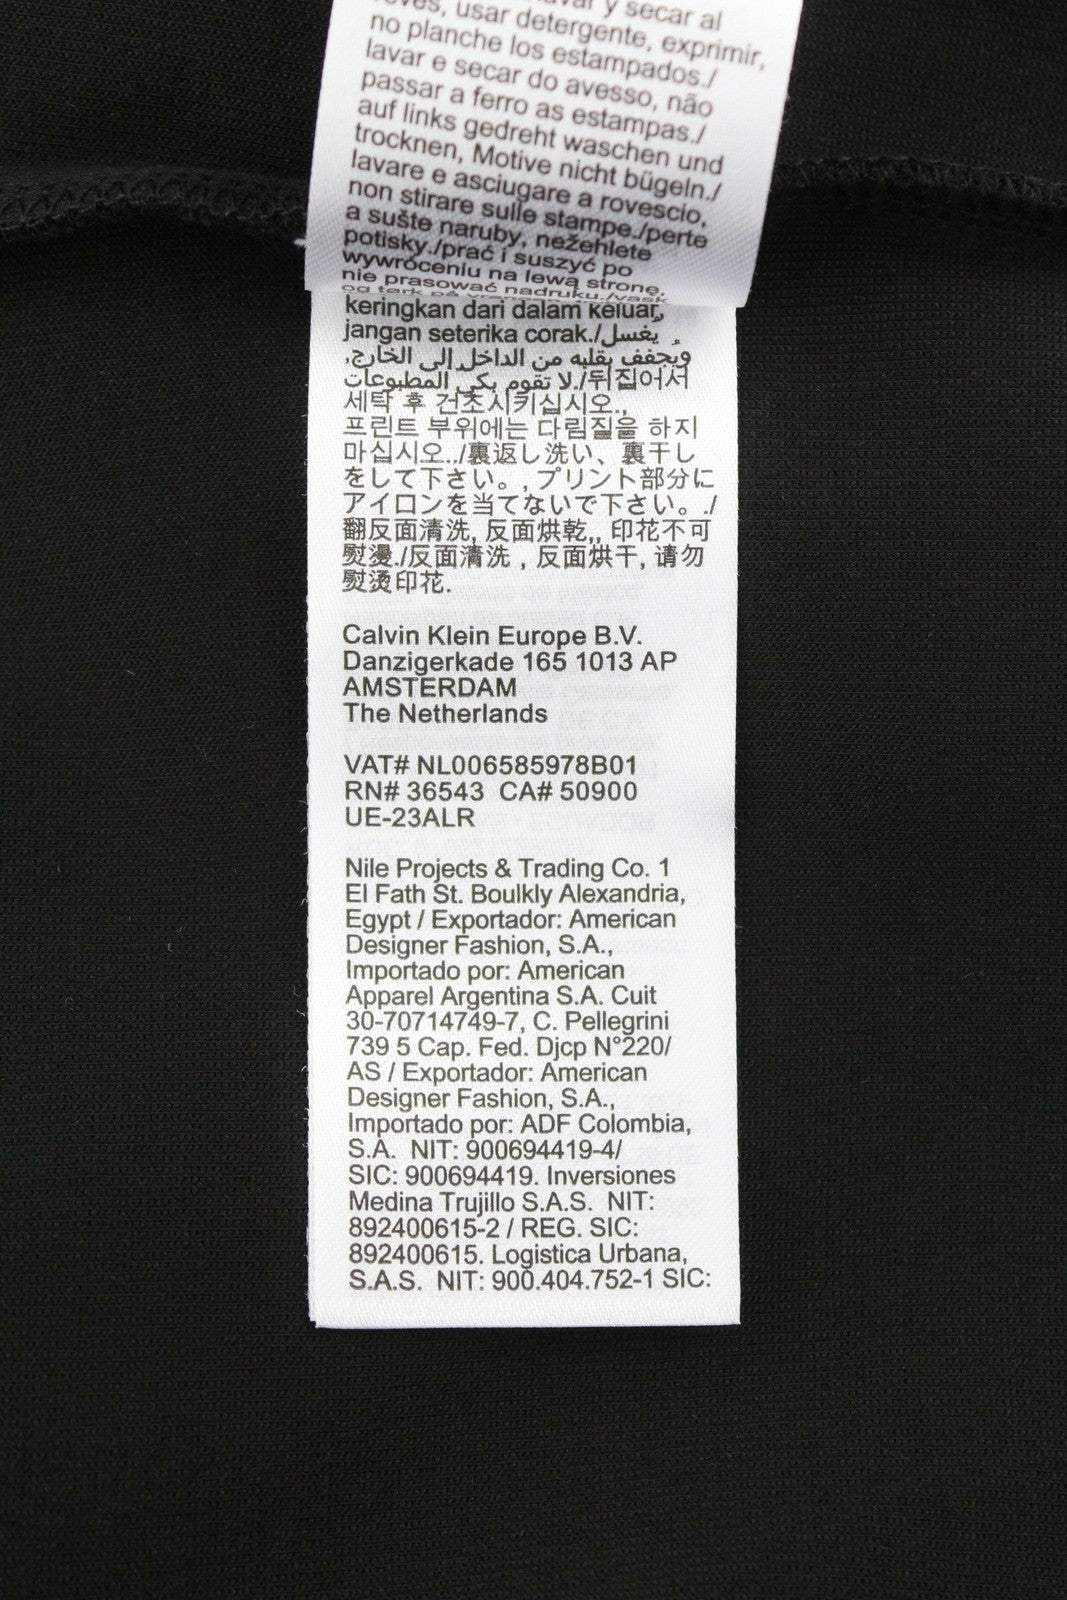 y secar al
usar detergente, exprimir,
no planche los estampados./
lavar e secar do avesso, não
passar a ferro as estampas./
auf links gedreht waschen und
trocknen, Motive nicht bügeln./
lavare e asciugare a rovescio,
non stirare sulle stampe./perte
a sušte naruby, nežehlete
potisky./prać i suszyć po
wywróceniu na lewą stronę,
nie prasować nadruku./vask
og tørk på
keringkan dari dalam keluar,
jangan seterika corak./يُغسل
ويُجفف بقلبه من الداخل إلى الخارج,
لا تقوم بكي المطبوعات/.뒤집어서
세탁 후 건조시키십시오.,
프린트 부위에는 다림질을 하지
마십시오../裏返し洗い、裏干し
をして下さい。, プリント部分に
アイロンを当てないで下さい。./
翻反面清洗, 反面烘乾,, 印花不可
熨燙./反面清洗 , 反面烘干, 请勿
熨烫印花.
Calvin Klein Europe B.V.
Danzigerkade 165 1013 AP
AMSTERDAM
The Netherlands
VAT# NL006585978B01
RN# 36543 CA# 50900
UE-23ALR
Nile Projects & Trading Co. 1
El Fath St. Boulkly Alexandria,
Egypt / Exportador: American
Designer Fashion, S.A.,
Importado por: American
Apparel Argentina S.A. Cuit
30-70714749-7, C. Pellegrini
739 5 Cap. Fed. Djcp N°220/
AS / Exportador: American
Designer Fashion, S.A.,
Importado por: ADF Colombia,
S.A. NIT: 900694419-4/
SIC: 900694419. Inversiones
Medina Trujillo S.A.S. NIT:
892400615-2 / REG. SIC:
892400615. Logistica Urbana,
S.A.S. NIT: 900.404.752-1 SIC: